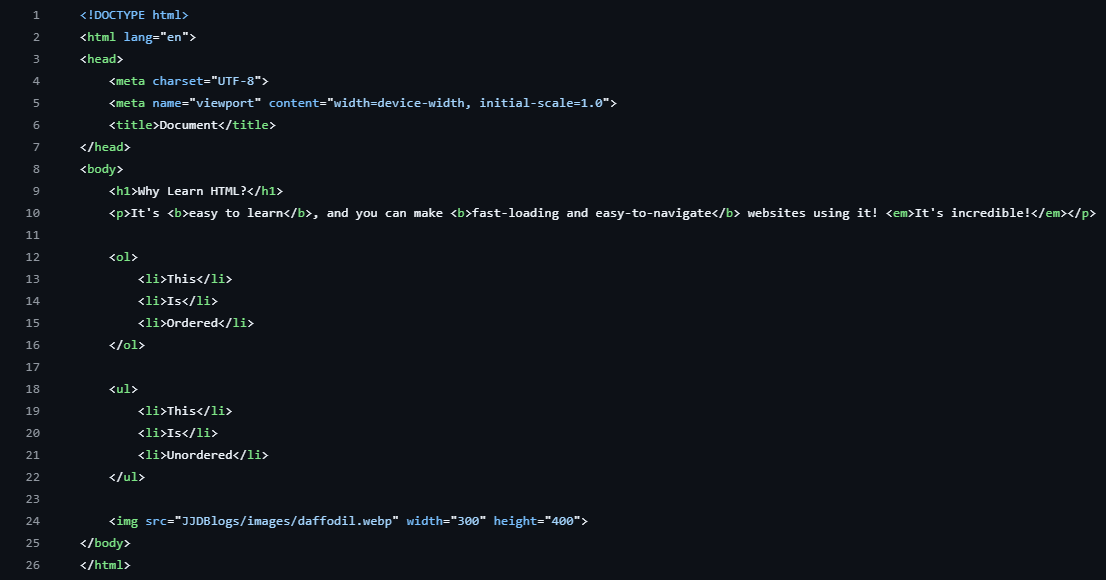 1 <!DOCTYPE html>
2 <html lang="en">
3 <head>
4     <meta charset="UTF-8">
5     <meta name="viewport" content="width=device-width, initial-scale=1.0">
6     <title>Document</title>
7 </head>
8 <body>
9     <h1>Why Learn HTML?</h1>
10     <p>It's <b>easy to learn</b>, and you can make <b>fast-loading and easy-to-navigate</b> websites using it! <em>It's incredible!</em></p>
11
12     <ol>
13         <li>This</li>
14         <li>Is</li>
15         <li>Ordered</li>
16     </ol>
17
18     <ul>
19         <li>This</li>
20         <li>Is</li>
21         <li>Unordered</li>
22     </ul>
23
24     <img src="JJDBlogs/images/daffodil.webp" width="300" height="400">
25 </body>
26 </html>